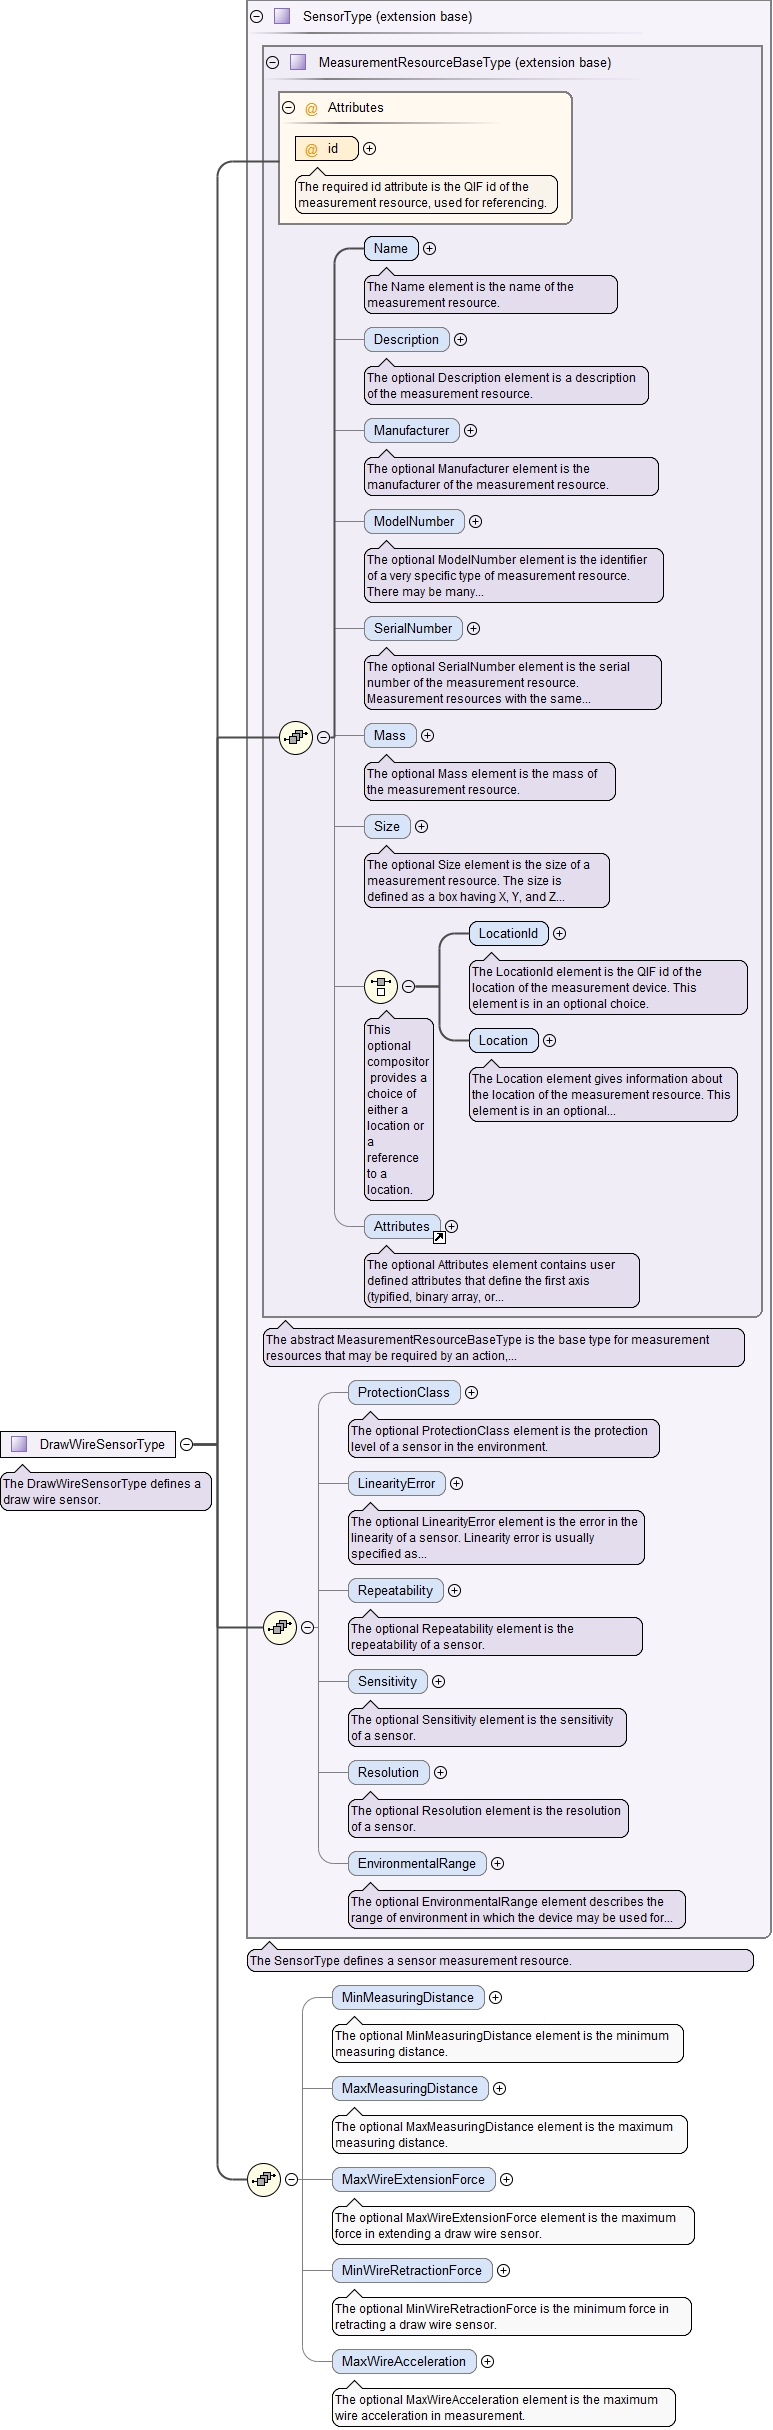 SensorType (extension base)
MeasurementResourceBaseType (extension base)
@ Attributes
@ id
The required id attribute is the QIF id of the
measurement resource, used for referencing.
Name
The Name element is the name of the
measurement resource.
Description
The optional Description element is a description
of the measurement resource.
Manufacturer
The optional Manufacturer element is the
manufacturer of the measurement resource.
ModelNumber
The optional ModelNumber element is the identifier
of a very specific type of measurement resource.
There may be many...
SerialNumber
The optional SerialNumber element is the serial
number of the measurement resource.
Measurement resources with the same...
Mass
The optional Mass element is the mass of
the measurement resource.
Size
The optional Size element is the size of a
measurement resource. The size is
defined as a box having X, Y, and Z...
LocationId
The LocationId element is the QIF id of the
location of the measurement device. This
element is in an optional choice.
Location
The Location element gives information about
the location of the measurement resource. This
element is in an optional...
This
optional
compositor
provides a
choice of
either a
location or
a
reference
to a
location.
Attributes
The optional Attributes element contains user
defined attributes that define the first axis
(typified, binary array, or...
The abstract MeasurementResourceBaseType is the base type for measurement
resources that may be required by an action,...
ProtectionClass
The optional ProtectionClass element is the protection
level of a sensor in the environment.
DrawWireSensorType
The DrawWireSensorType defines a
draw wire sensor.
LinearityError
The optional LinearityError element is the error in the
linearity of a sensor. Linearity error is usually
specified as...
Repeatability
The optional Repeatability element is the
repeatability of a sensor.
Sensitivity
The optional Sensitivity element is the sensitivity
of a sensor.
Resolution
The optional Resolution element is the resolution
of a sensor.
EnvironmentalRange
The optional EnvironmentalRange element describes the
range of environment in which the device may be used for...
The SensorType defines a sensor measurement resource.
MinMeasuringDistance
The optional MinMeasuringDistance element is the minimum
measuring distance.
MaxMeasuringDistance
The optional MaxMeasuringDistance element is the maximum
measuring distance.
MaxWireExtensionForce
The optional MaxWireExtensionForce element is the maximum
force in extending a draw wire sensor.
MinWireRetractionForce
The optional MinWireRetractionForce is the minimum force in
retracting a draw wire sensor.
MaxWireAcceleration
The optional MaxWireAcceleration element is the maximum
wire acceleration in measurement.